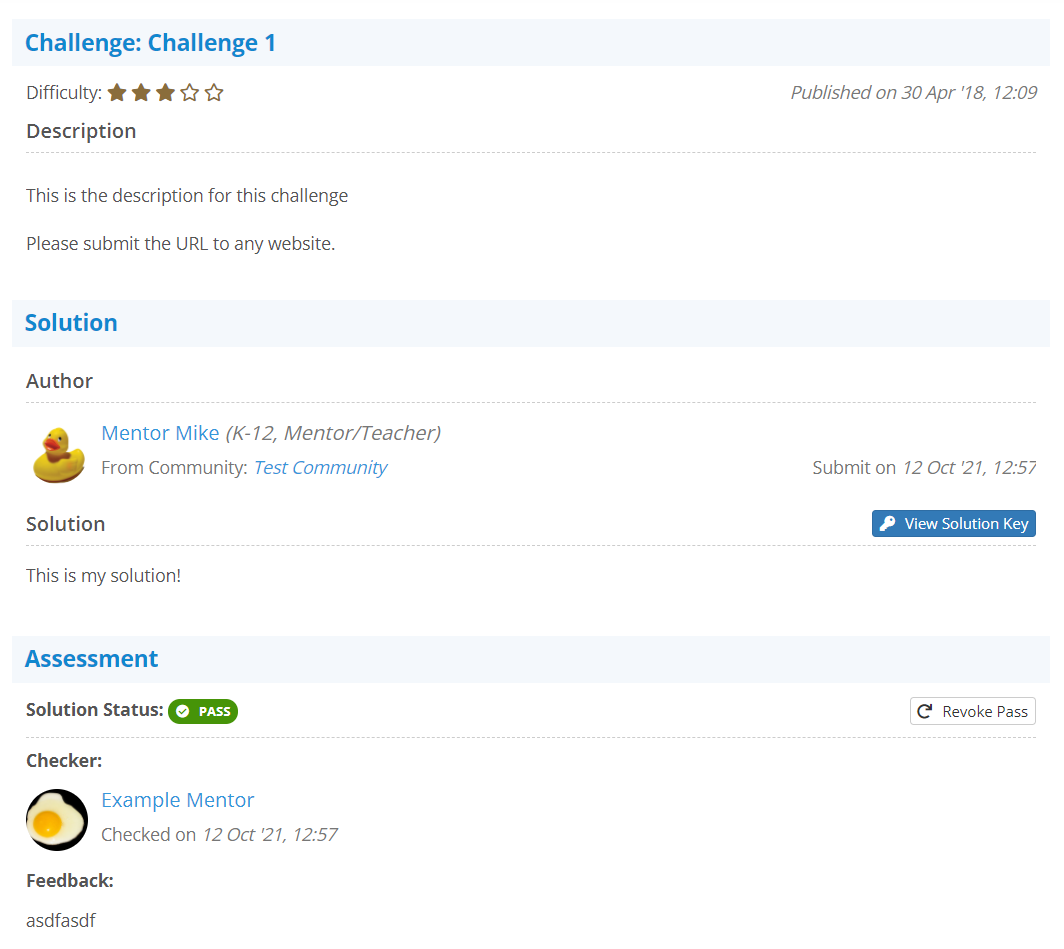 Challenge: Challenge 1
Difficulty: Published on 30 Apr '18, 12:09
Description
This is the description for this challenge
Please submit the URL to any website.
Solution
Author
Mentor Mike (K-12, Mentor/Teacher)
From Community: Test Community Submit on 12 Oct '21, 12:57
Solution View Solution Key
This is my solution!
Assessment
Solution Status: PASS Revoke Pass
Checker:
Example Mentor
Checked on 12 Oct '21, 12:57
Feedback:
asdfasdf